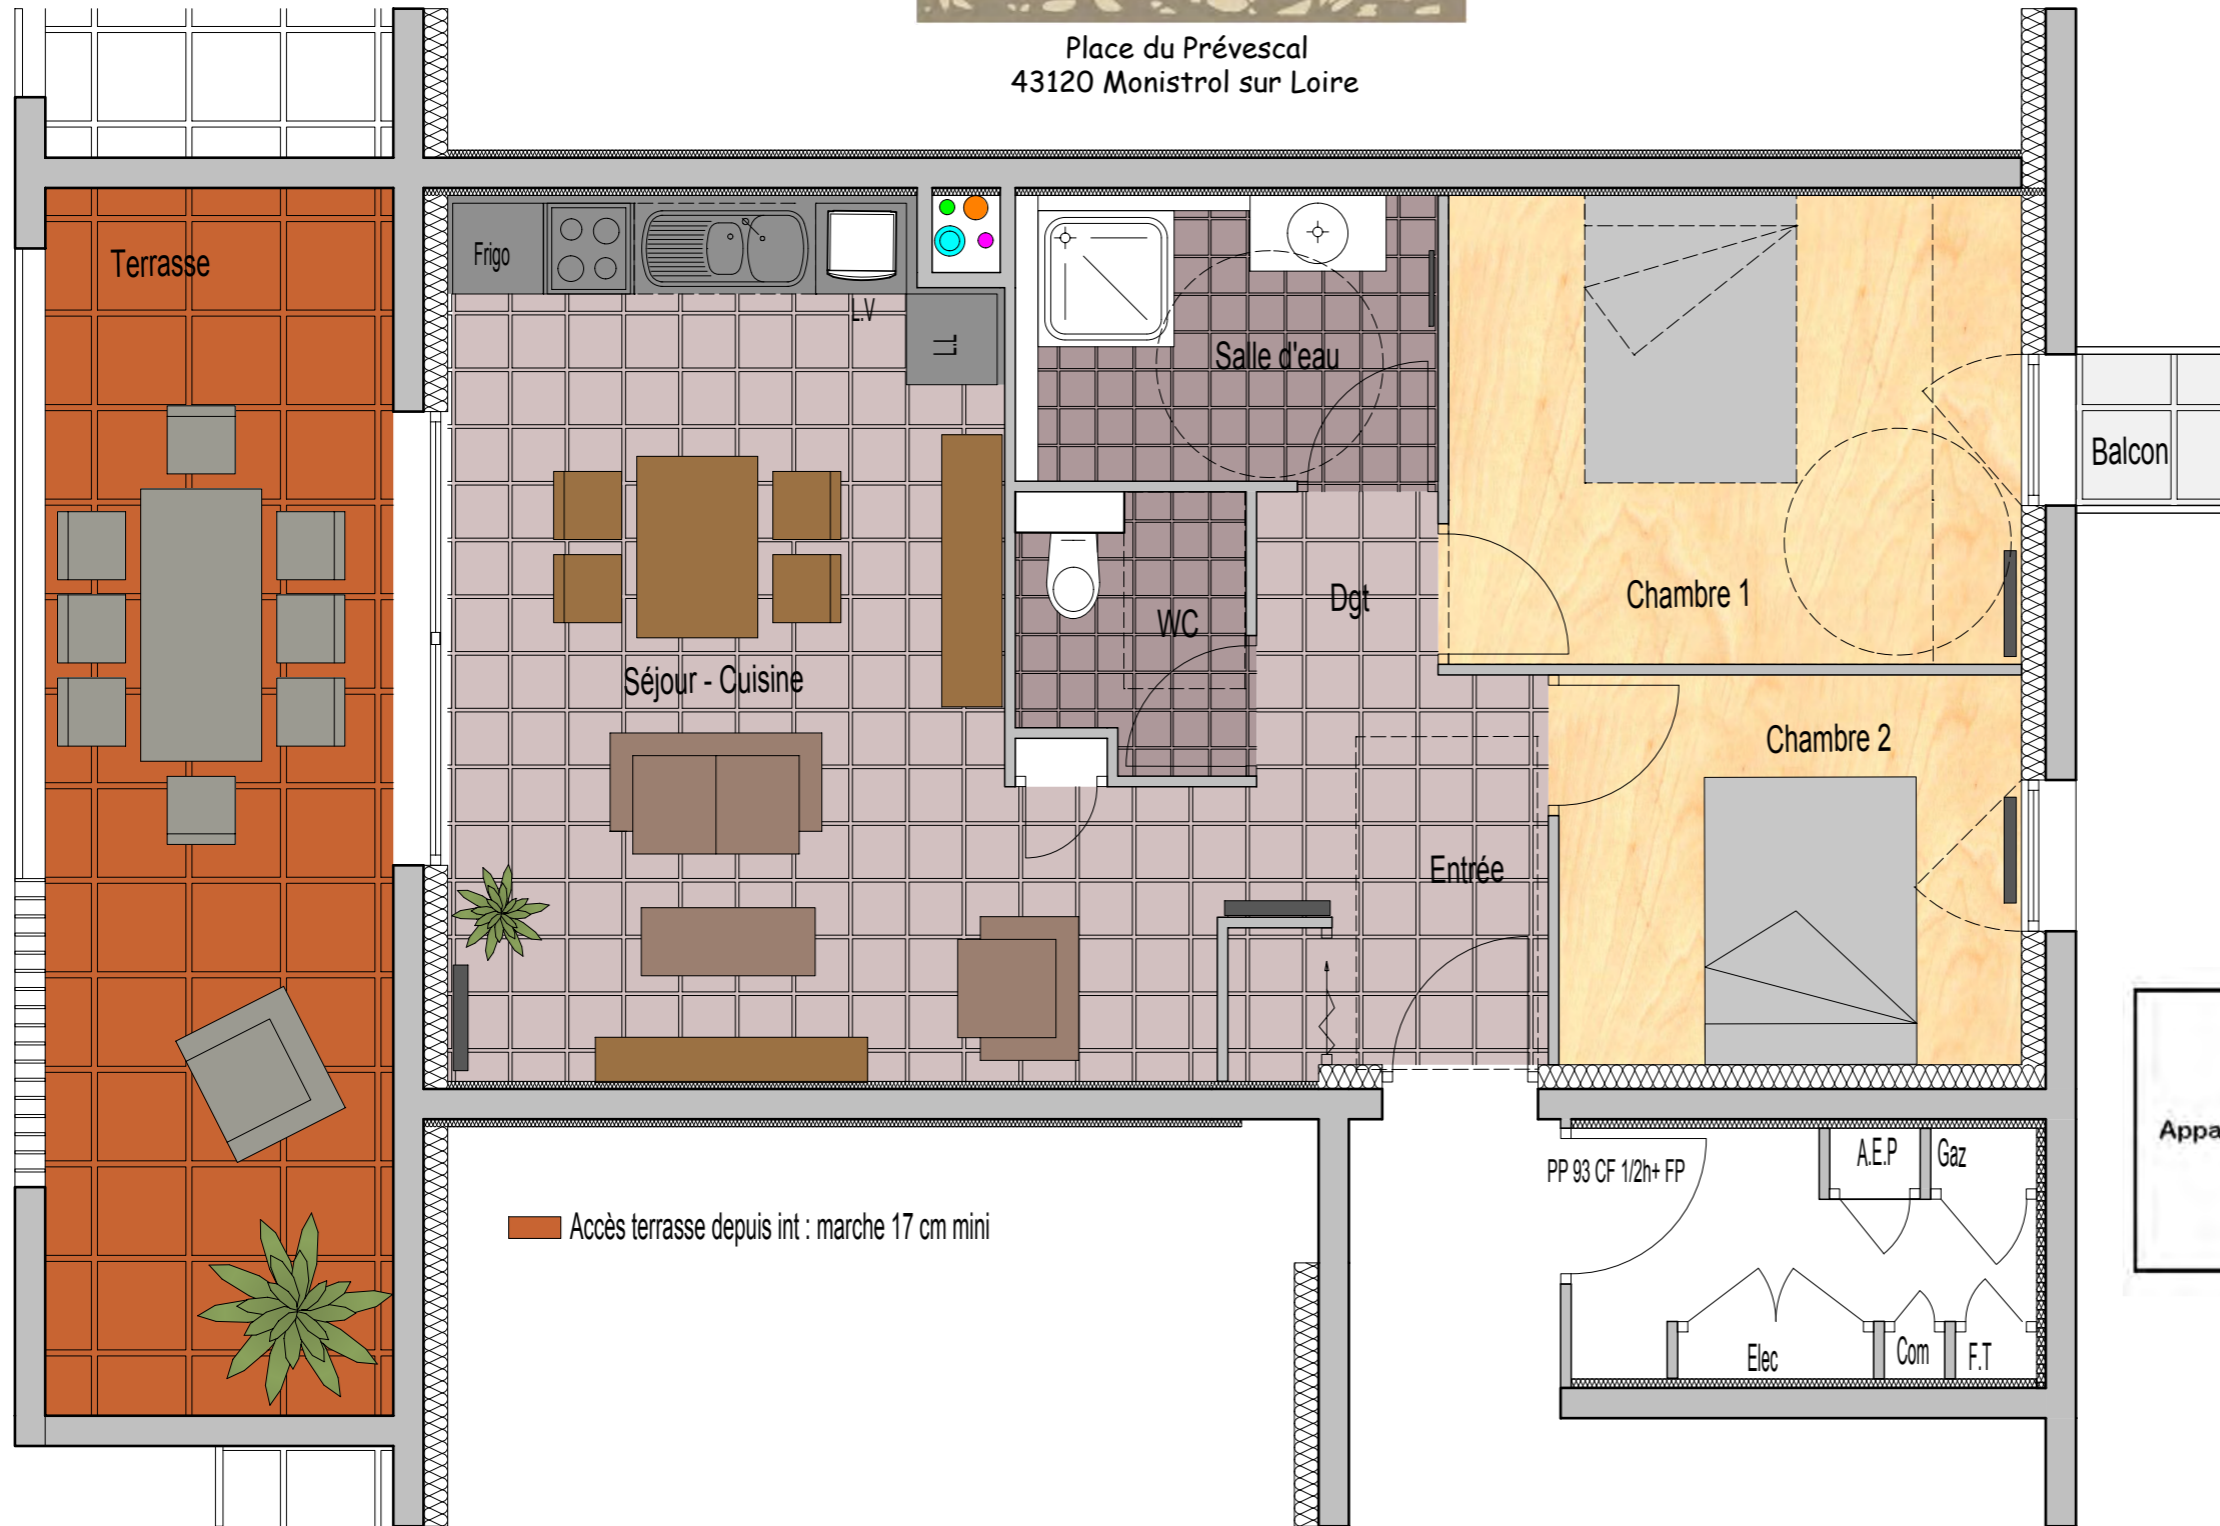 Place du Prévescal
43120 Monistrol sur Loire
Terrasse
Frigo
L.V
L.L
Salle d'eau
Balcon
Chambre 1
Dgt
WC
Séjour - Cuisine
Chambre 2
Entrée
Appa
A.E.P
Gaz
PP 93 CF 1/2h+ FP
Accès terrasse depuis int : marche 17 cm mini
Elec
Com
F.T